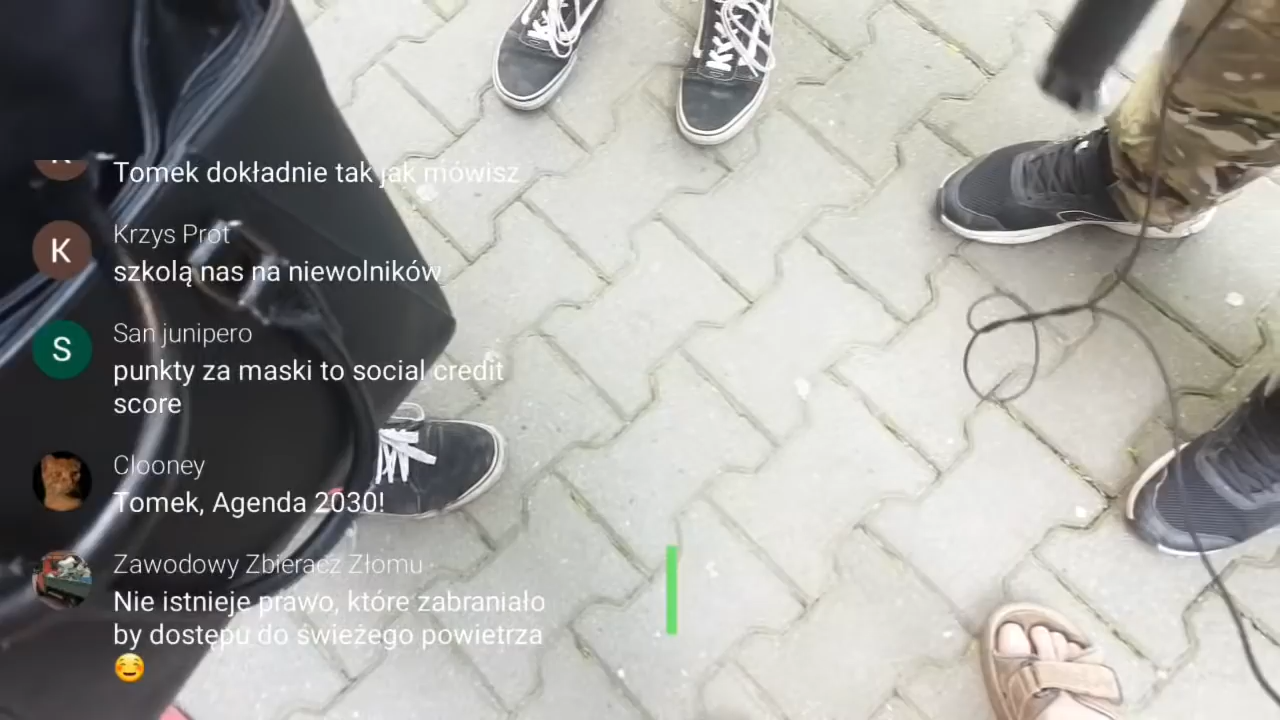 Tomek dokładnie tak jak mówisz
K
Krzys Prot
szkolą nas na niewolników
S
San junipero
punkty za maski to social credit
score
Clooney
Tomek, Agenda 2030!
Zawodowy Zbieracz Złomu
Nie istnieje prawo, które zabraniało
by dostępu do świeżego powietrza
☺️